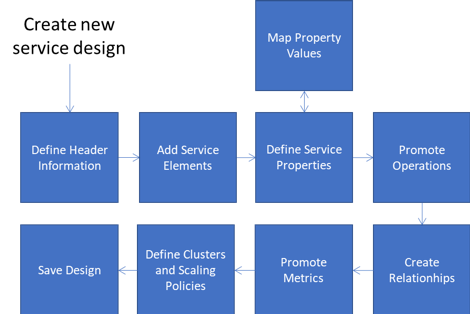 Create new
service design
Map Property
Values
Define Header
Information
Add Service
Elements
Define Service
Properties
Promote
Operations
Save Design
Define Clusters
and Scaling
Policies
Promote
Metrics
Create
Relationships